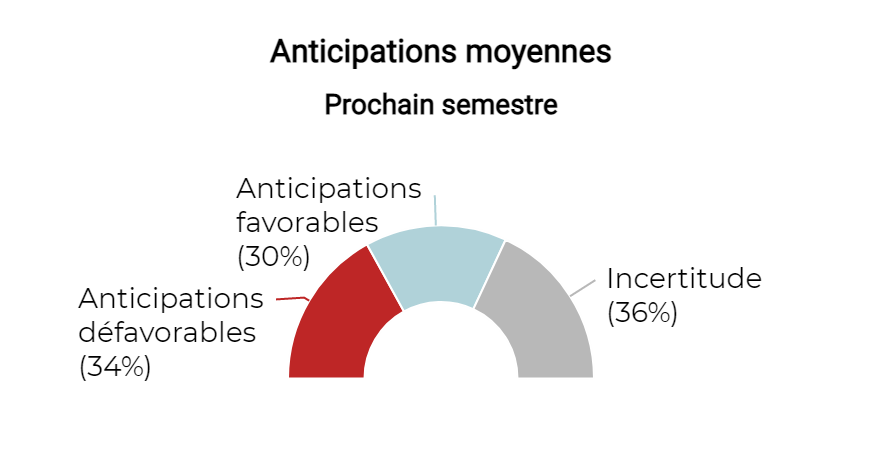 Anticipations moyennes
Prochain semestre
Anticipations
favorables
(30%)
Anticipations
défavorables
(34%)
Incertitude
(36%)